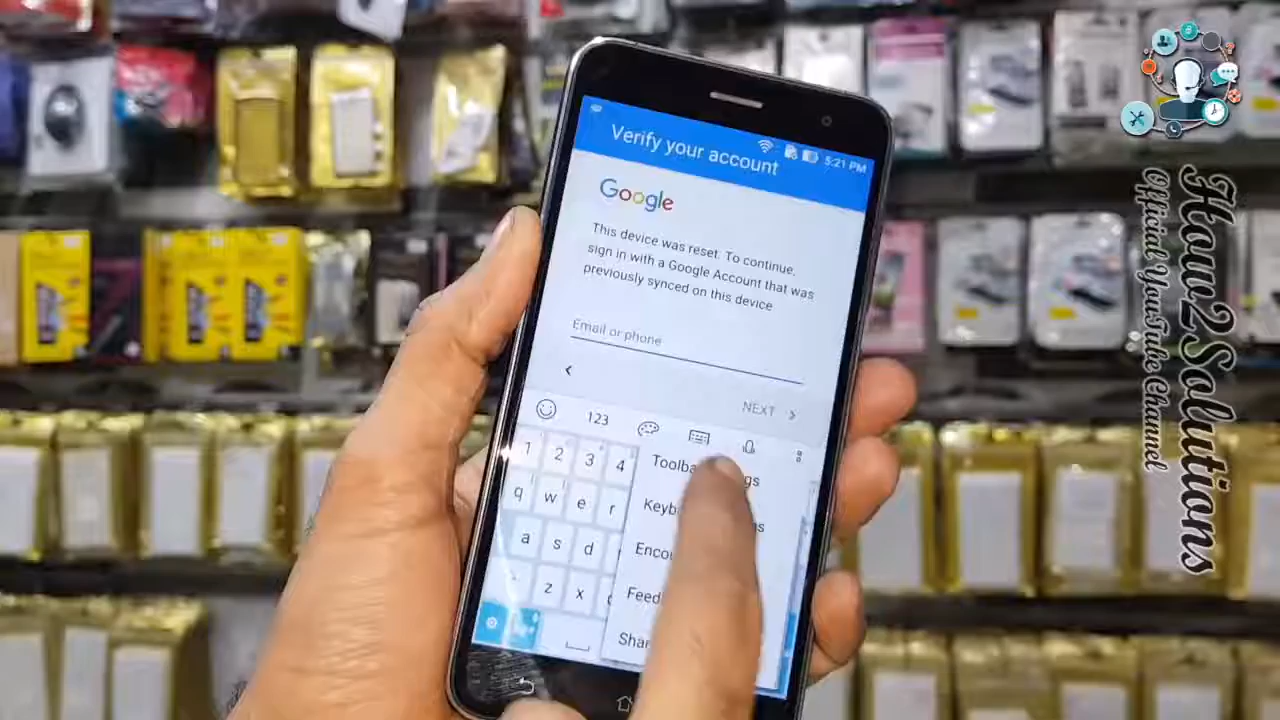 5:21 PM
Verify your account
Google
This device was reset. To continue,
sign in with a Google Account that was
previously synced on this device
Email or phone
NEXT
123
1 2 3 4
q w e r
a s d
z x
How2Solutions
Official YouTube Channel